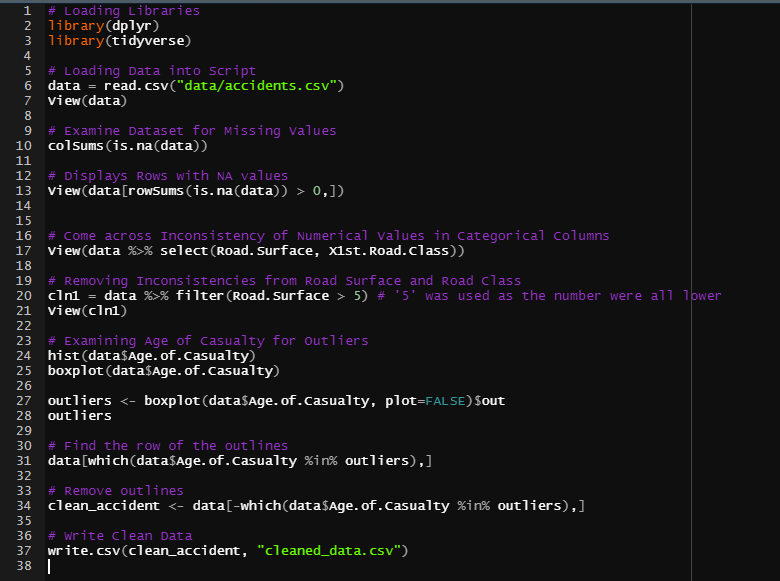 1 # Loading Libraries
2 library(dplyr)
3 library(tidyverse)
4
5 # Loading Data into Script
6 data = read.csv("data/accidents.csv")
7 View(data)
8
9 # Examine Dataset for Missing Values
10 colSums(is.na(data))
11
12 # Displays Rows with NA values
13 View(data[rowSums(is.na(data)) > 0,])
14
15
16 # Come across Inconsistency of Numerical Values in Categorical Columns
17 View(data %>% select(Road.Surface, X1st.Road.Class))
18
19 # Removing Inconsistencies from Road Surface and Road Class
20 cln1 = data %>% filter(Road.Surface > 5) # '5' was used as the number were all lower
21 View(cln1)
22
23 # Examining Age of Casualty for Outliers
24 hist(data$Age.of.Casualty)
25 boxplot(data$Age.of.Casualty)
26
27 outliers <- boxplot(data$Age.of.Casualty, plot=FALSE)$out
28 outliers
29
30 # Find the row of the outlines
31 data[which(data$Age.of.Casualty %in% outliers),]
32
33 # Remove outlines
34 clean_accident <- data[-which(data$Age.of.Casualty %in% outliers),]
35
36 # Write Clean Data
37 write.csv(clean_accident, "cleaned_data.csv")
38